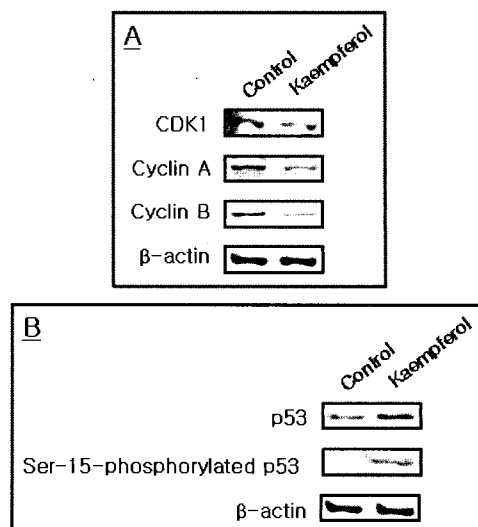 A
Control Kaempferol
CDK1
Cyclin A
Cyclin B
β-actin
B
Control Kaempferol
p53
Ser-15-phosphorylated p53
β-actin